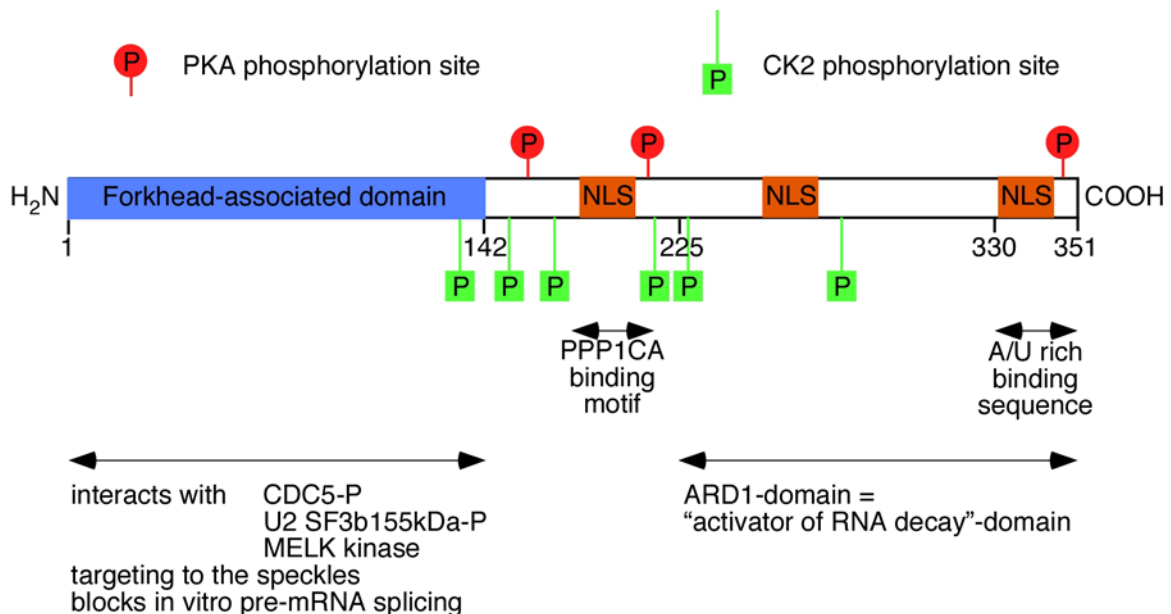 P PKA phosphorylation site
P CK2 phosphorylation site
P P P
H2N Forkhead-associated domain NLS NLS NLS COOH
1 142 225 330 351
P P P P P P
PPP1CA
binding
motif
A/U rich
binding
sequence
interacts with CDC5-P
U2 SF3b155kDa-P
MELK kinase
targeting to the speckles
blocks in vitro pre-mRNA splicing
ARD1-domain =
“activator of RNA decay”-domain